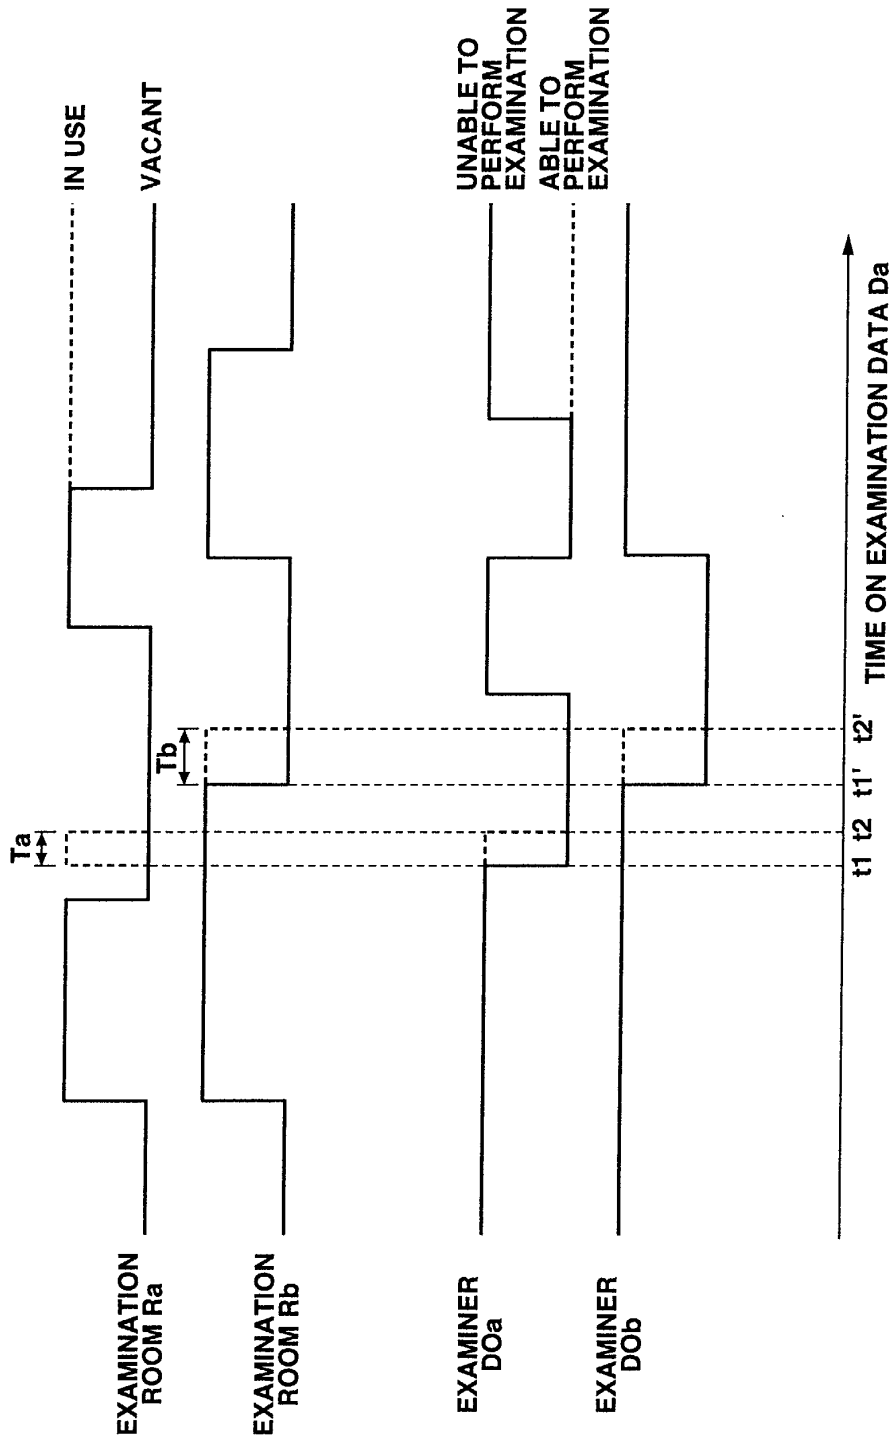 Ta
Tb
IN USE
VACANT
UNABLE TO
PERFORM
EXAMINATION
ABLE TO
PERFORM
EXAMINATION
EXAMINATION
ROOM Ra
EXAMINATION
ROOM Rb
EXAMINER
DOa
EXAMINER
DOb
t1 t2 t1' t2'
TIME ON EXAMINATION DATA Da